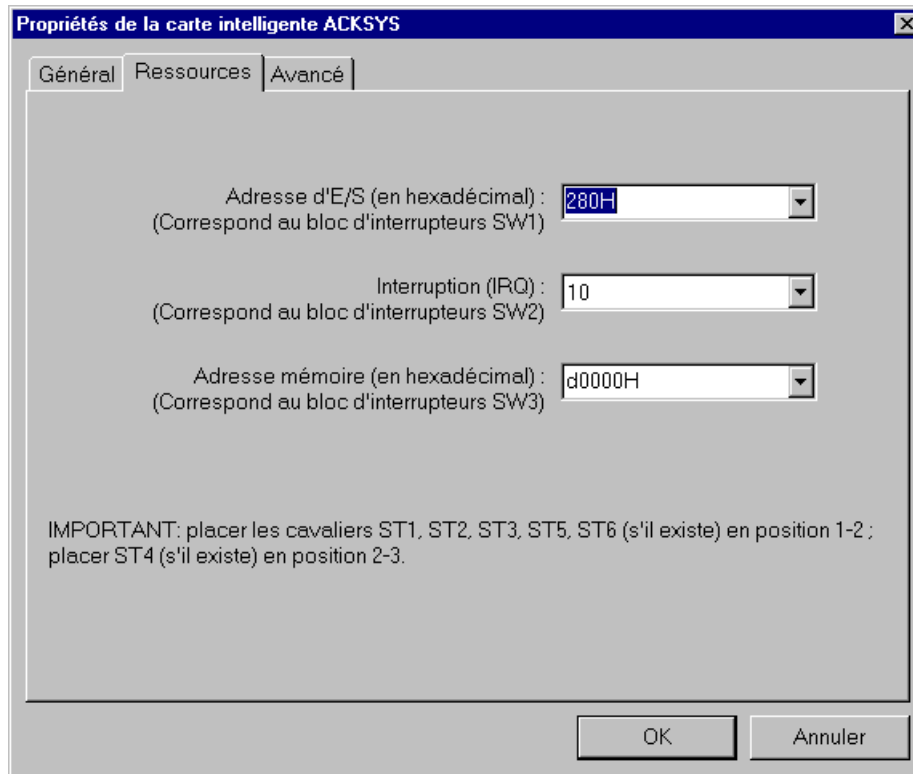 Propriétés de la carte intelligente ACKSYS
Général Ressources Avancé
Adresse d'E/S (en hexadécimal) : 280H
(Correspond au bloc d'interrupteurs SW1)
Interruption (IRQ) : 10
(Correspond au bloc d'interrupteurs SW2)
Adresse mémoire (en hexadécimal) : d0000H
(Correspond au bloc d'interrupteurs SW3)
IMPORTANT: placer les cavaliers ST1, ST2, ST3, ST5, ST6 (s'il existe) en position 1-2 ;
placer ST4 (s'il existe) en position 2-3.
OK Annuler